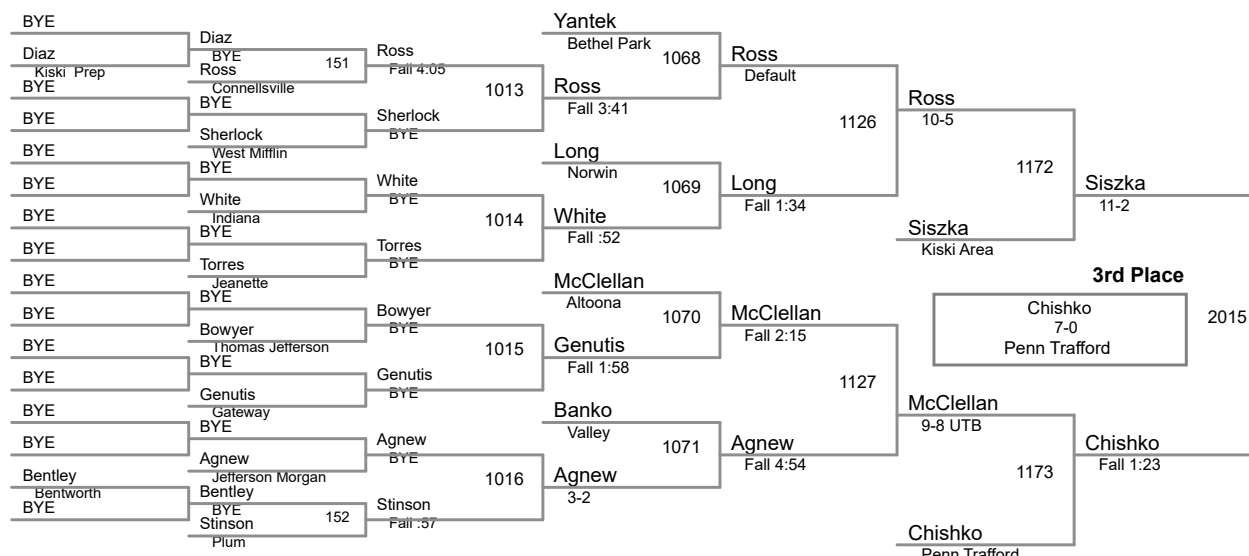 BYE
Diaz
Kiski Prep
BYE
BYE
BYE
BYE
BYE
BYE
BYE
BYE
BYE
BYE
BYE
BYE
Bentley
Bentworth
BYE
Diaz
BYE
151
Ross
Connellsville
BYE
Sherlock
West Mifflin
BYE
White
Indiana
BYE
Torres
Jeanette
BYE
Bowyer
Thomas Jefferson
BYE
Genutis
Gateway
BYE
Agnew
Jefferson Morgan
Bentley
BYE
152
Stinson
Plum
Ross
Fall 4:05
1013
Sherlock
BYE
White
BYE
1014
Torres
BYE
Bowyer
BYE
1015
Genutis
BYE
Agnew
BYE
1016
Stinson
Fall :57
Yantek
Bethel Park
1068
Ross
Fall 3:41
Long
Norwin
1069
White
Fall :52
McClellan
Altoona
1070
Genutis
Fall 1:58
Banko
Valley
1071
Agnew
3-2
Ross
Default
1126
Long
Fall 1:34
McClellan
Fall 2:15
1127
Agnew
Fall 4:54
Ross
10-5
1172
Siszka
Kiski Area
McClellan
9-8 UTB
1173
Chishko
Penn Trafford
Siszka
11-2
3rd Place
Chishko
7-0
Penn Trafford
2015
Chishko
Fall 1:23